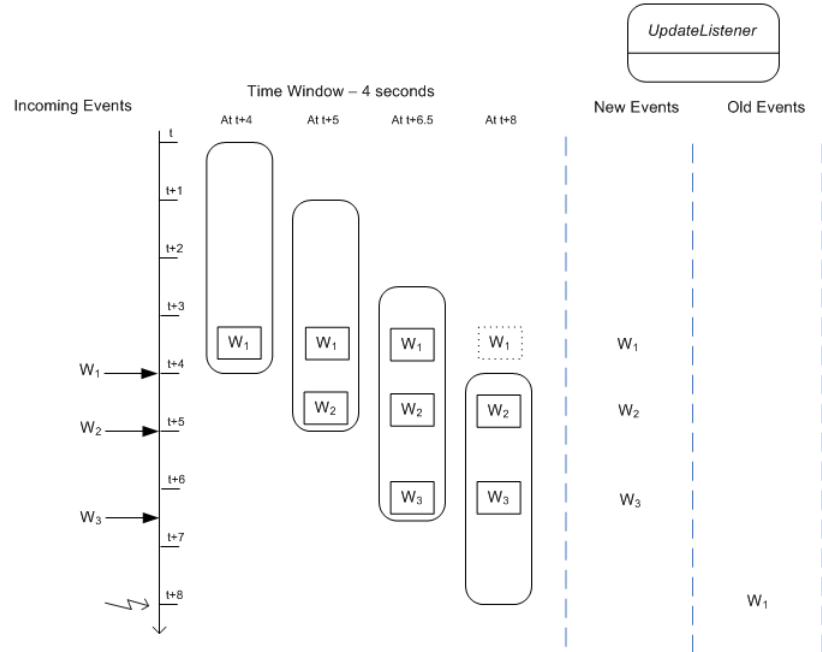 UpdateListener
Time Window – 4 seconds
Incoming Events
New Events
Old Events
At t+4
At t+5
At t+6.5
At t+8
t
t+1
t+2
t+3
W1
W1
W1
W1
W1
W1
t+4
W2
W2
W2
W2
W2
t+5
t+6
W3
W3
W3
W3
t+7
t+8
W1